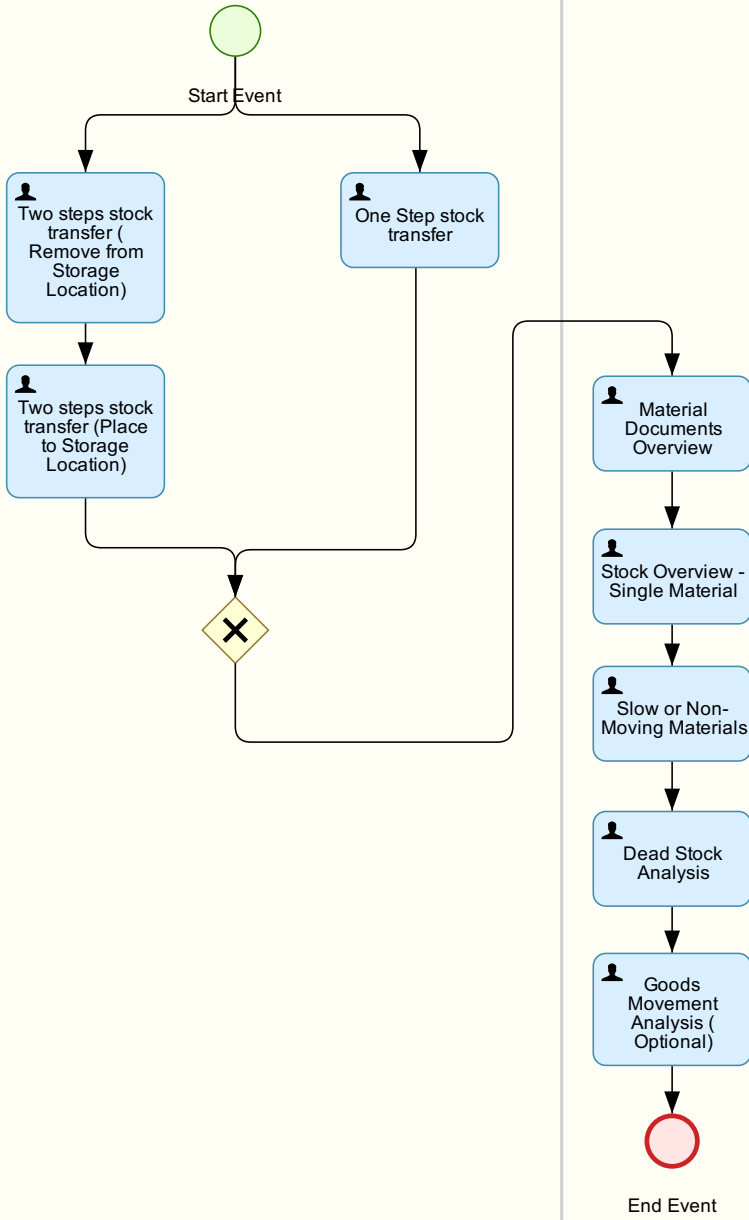 Start Event
Two steps stock
transfer (
Remove from
Storage
Location)
One Step stock
transfer
Two steps stock
transfer (Place
to Storage
Location)
Material
Documents
Overview
Stock Overview -
Single Material
Slow or Non-
Moving Materials
Dead Stock
Analysis
Goods
Movement
Analysis (
Optional)
End Event